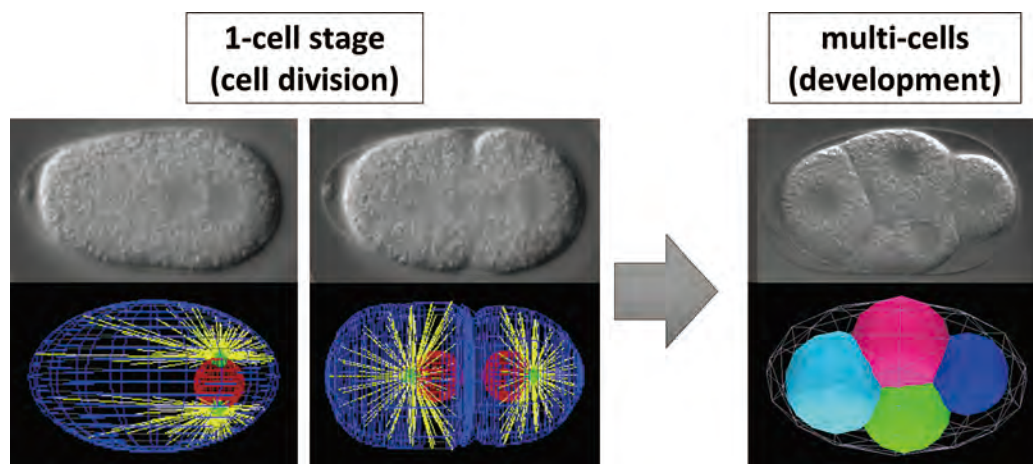 1-cell stage
(cell division)
multi-cells
(development)